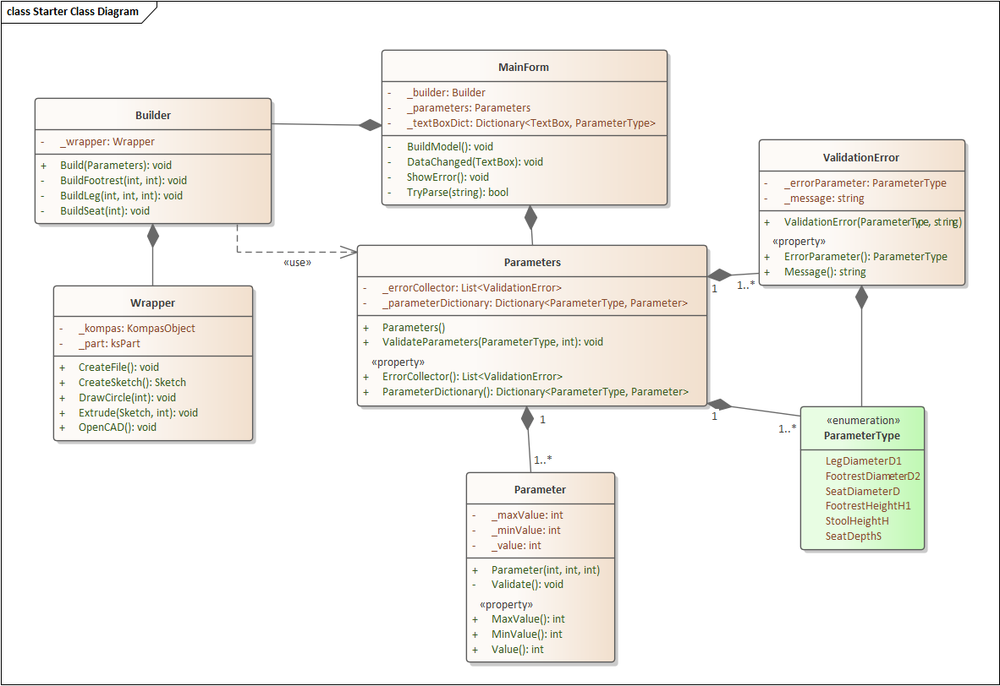 class Starter Class Diagram
MainForm
- _builder: Builder
- _parameters: Parameters
- _textBoxDict: Dictionary<TextBox, ParameterType>
- BuildModel(): void
- DataChanged(TextBox): void
- ShowError(): void
- TryParse(string): bool
Builder
- _wrapper: Wrapper
+ Build(Parameters): void
- BuildFootrest(int, int): void
- BuildLeg(int, int, int): void
- BuildSeat(int): void
ValidationError
- _errorParameter: ParameterType
- _message: string
+ ValidationError(ParameterType, string)
«property»
+ ErrorParameter(): ParameterType
+ Message(): string
«use»
Parameters
- _errorCollector: List<ValidationError>
- _parameterDictionary: Dictionary<ParameterType, Parameter>
+ Parameters()
+ ValidateParameters(ParameterType, int): void
«property»
+ ErrorCollector(): List<ValidationError>
+ ParameterDictionary(): Dictionary<ParameterType, Parameter>
1
1..*
Wrapper
- _kompas: KompasObject
- _part: ksPart
+ CreateFile(): void
+ CreateSketch(): Sketch
+ DrawCircle(int): void
+ Extrude(Sketch, int): void
+ OpenCAD(): void
1
1..*
1
1..*
«enumeration»
ParameterType
LegDiameterD1
FootrestDiameterD2
SeatDiameterD
FootrestHeightH1
StoolHeightH
SeatDepthS
Parameter
- _maxValue: int
- _minValue: int
- _value: int
+ Parameter(int, int, int)
- Validate(): void
«property»
+ MaxValue(): int
+ MinValue(): int
+ Value(): int